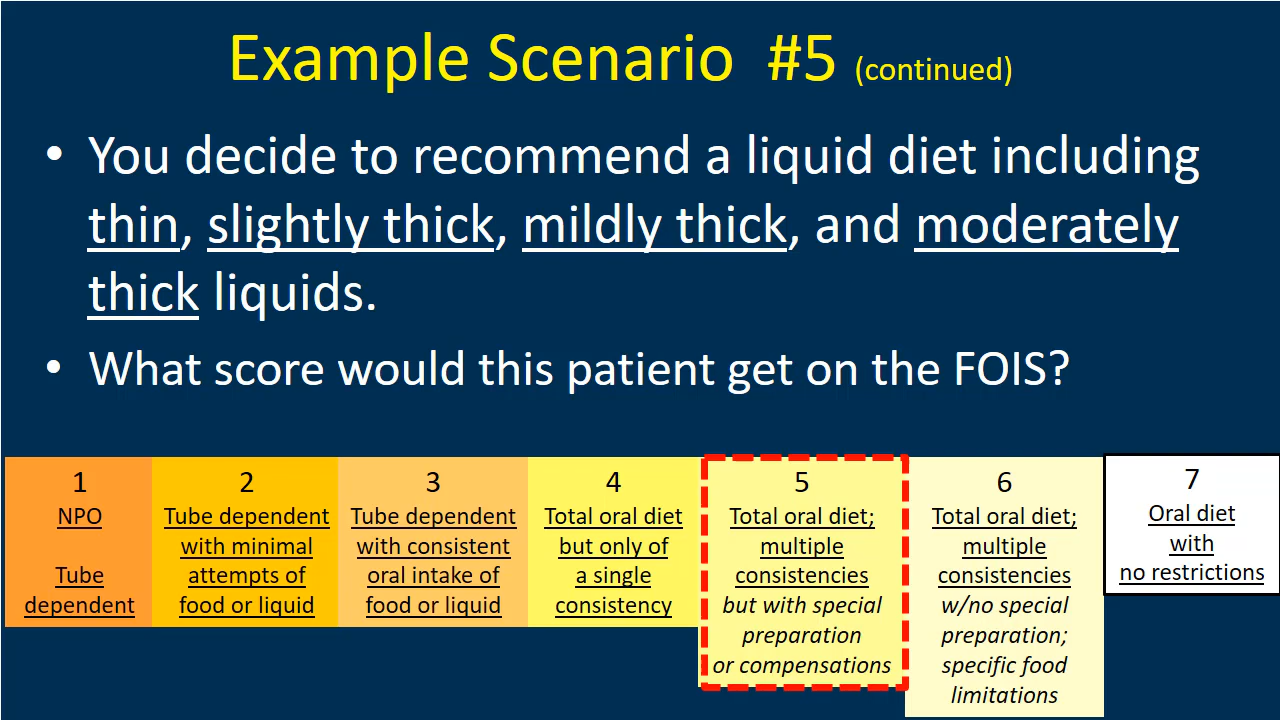 Example Scenario #5 (continued)
• You decide to recommend a liquid diet including
thin, slightly thick, mildly thick, and moderately
thick liquids.
• What score would this patient get on the FOIS?
1
NPO
Tube
dependent
2
Tube dependent
with minimal
attempts of
food or liquid
3
Tube dependent
with consistent
oral intake of
food or liquid
4
Total oral diet
but only of
a single
consistency
5
Total oral diet;
multiple
consistencies
but with special
preparation
or compensations
6
Total oral diet;
multiple
consistencies
w/no special
preparation;
specific food
limitations
7
Oral diet
with
no restrictions